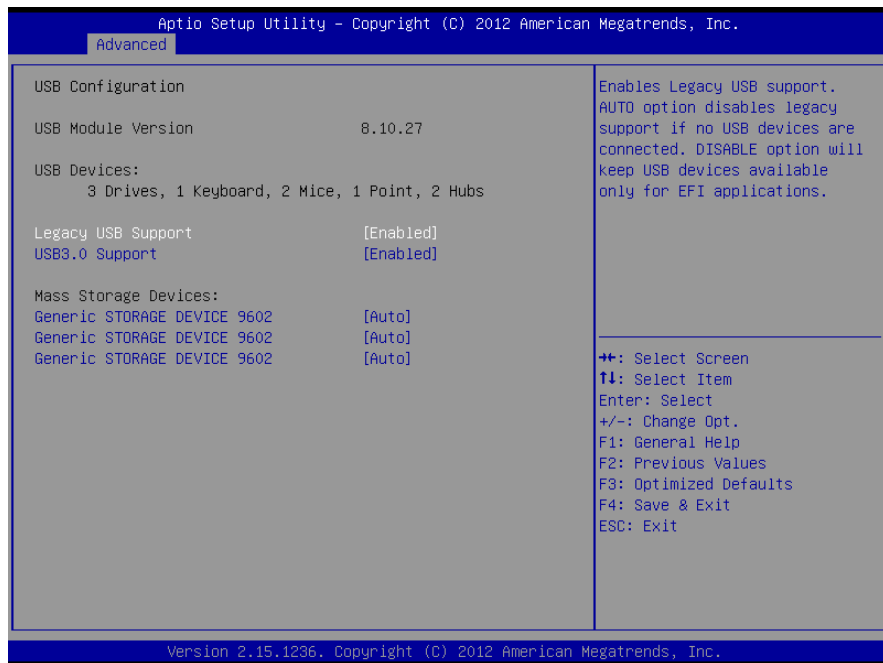 Aptio Setup Utility – Copyright (C) 2012 American Megatrends, Inc.
Advanced
USB Configuration
USB Module Version 8.10.27
USB Devices:
3 Drives, 1 Keyboard, 2 Mice, 1 Point, 2 Hubs
Legacy USB Support [Enabled]
USB3.0 Support [Enabled]
Mass Storage Devices:
Generic STORAGE DEVICE 9602 [Auto]
Generic STORAGE DEVICE 9602 [Auto]
Generic STORAGE DEVICE 9602 [Auto]
Enables Legacy USB support.
AUTO option disables legacy
support if no USB devices are
connected. DISABLE option will
keep USB devices available
only for EFI applications.
→←: Select Screen
↑↓: Select Item
Enter: Select
+/-: Change Opt.
F1: General Help
F2: Previous Values
F3: Optimized Defaults
F4: Save & Exit
ESC: Exit
Version 2.15.1236. Copyright (C) 2012 American Megatrends, Inc.